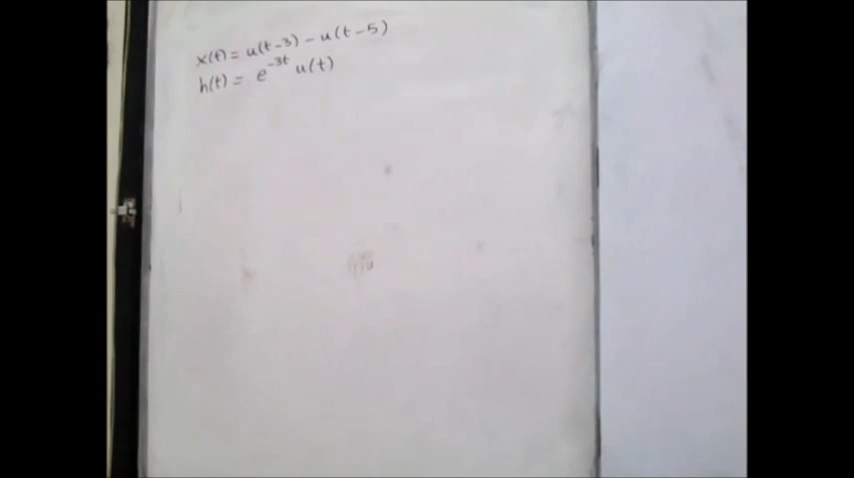 x(t) = u(t-3) - u(t-5)
h(t) = e^{-3t} u(t)